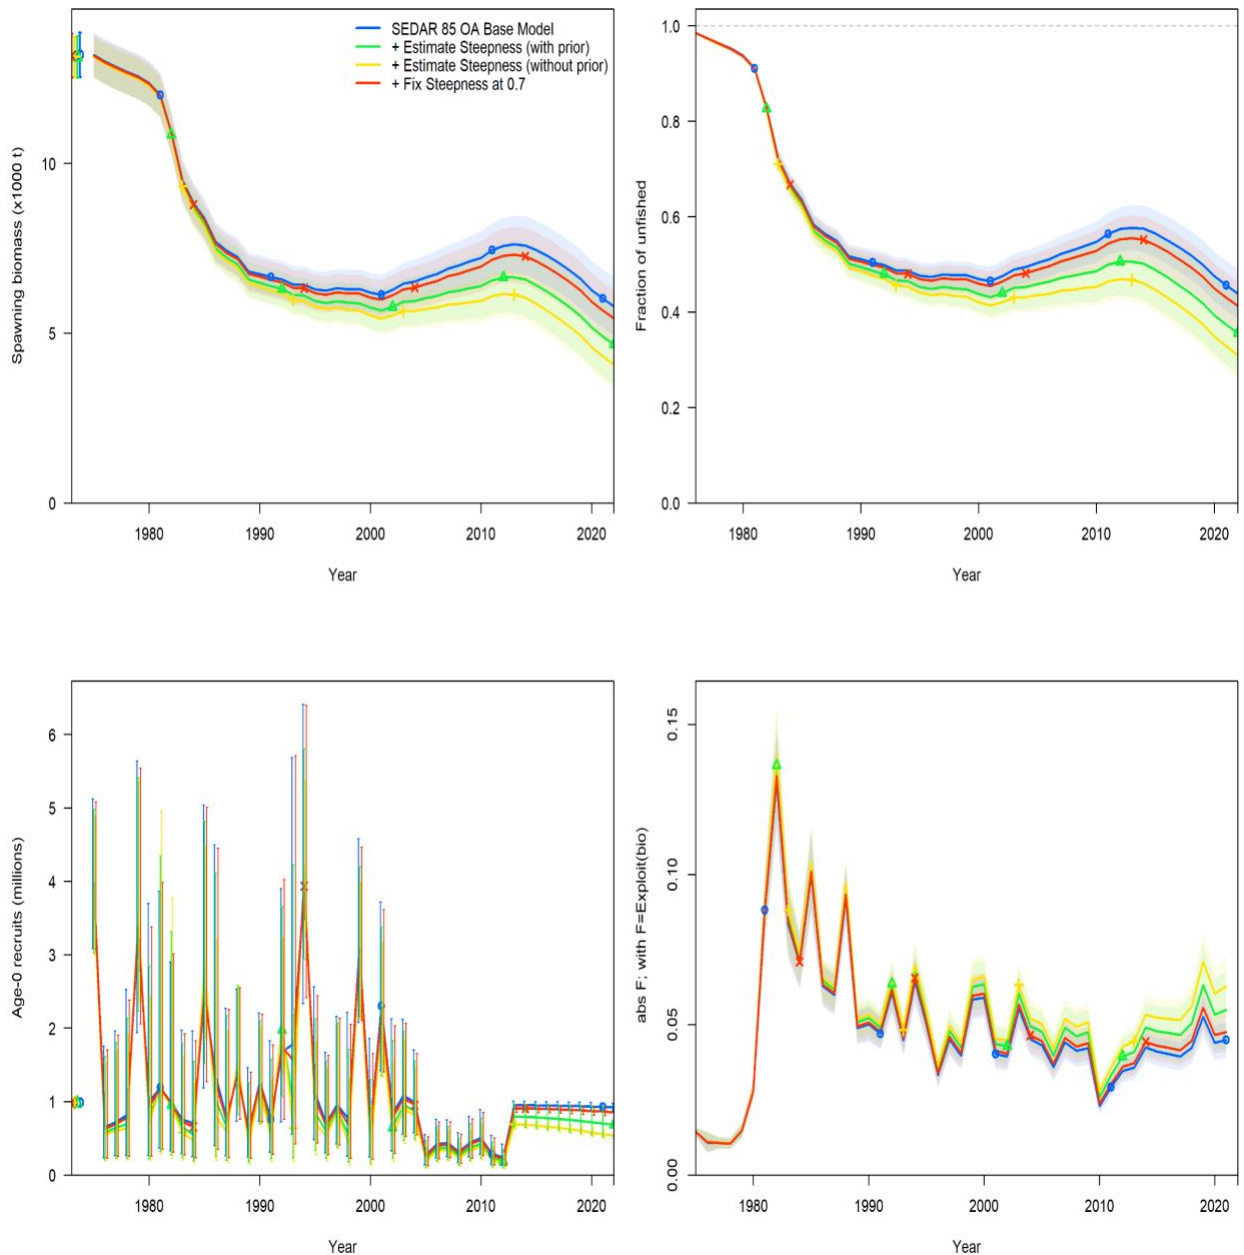 SEDAR 85 OA Base Model
+ Estimate Steepness (with prior)
+ Estimate Steepness (without prior)
+ Fix Steepness at 0.7
Spawning biomass (x1000 t)
10
5
0
1980 1990 2000 2010 2020
Year
Fraction of unfished
1.0
0.8
0.6
0.4
0.2
0.0
1980 1990 2000 2010 2020
Year
Age-0 recruits (millions)
6
5
4
3
2
1
0
1980 1990 2000 2010 2020
Year
abs F; with F=Exploit(bio)
0.15
0.10
0.05
0.00
1980 1990 2000 2010 2020
Year